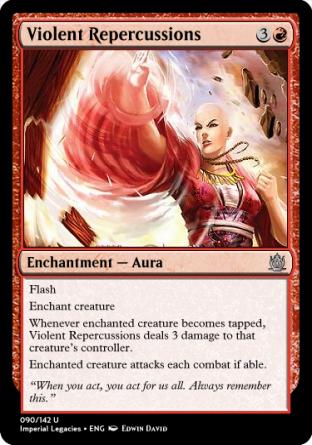 Violent Repercussions 3
Enchantment — Aura
Flash
Enchant creature
Whenever enchanted creature becomes tapped,
Violent Repercussions deals 3 damage to that
creature's controller.
Enchanted creature attacks each combat if able.
"When you act, you act for us all. Always remember
this."
090/142 U
Imperial Legacies • ENG Edwin David